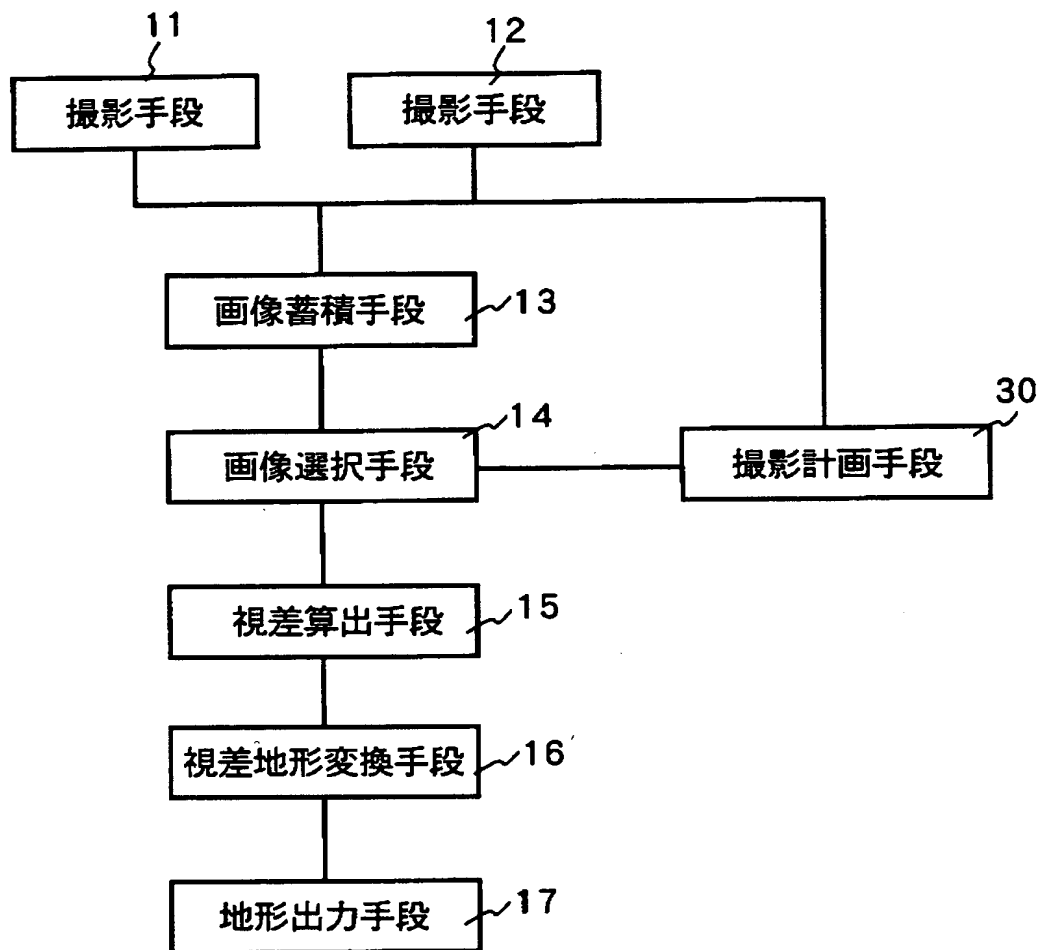 11
撮影手段
12
撮影手段
画像蓄積手段
13
画像選択手段
14
撮影計画手段
30
視差算出手段
15
視差地形変換手段
16
地形出力手段
17